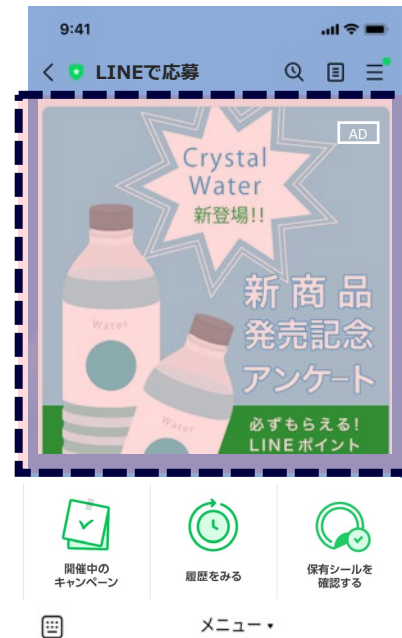 9:41
LINEで応募
AD
Crystal
Water
新登場!!
新商品
発売記念
アンケート
Water
Water
必ずもらえる!
LINEポイント
開催中の
キャンペーン
履歴をみる
保有シールを
確認する
メニュー